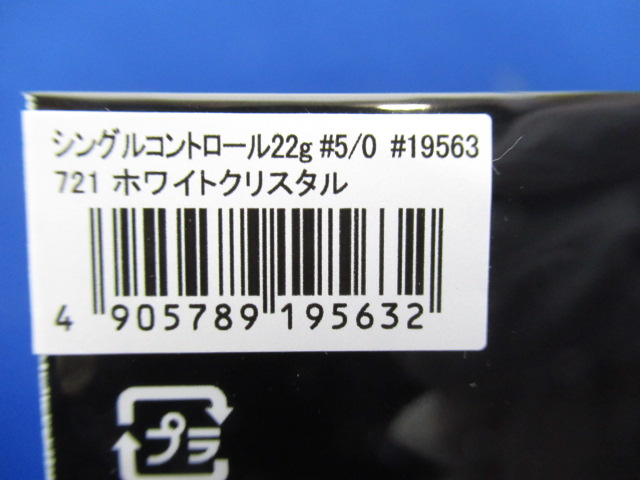 シングルコントロール22g #5/0 #19563
721 ホワイトクリスタル
4 905789 195632
プラ